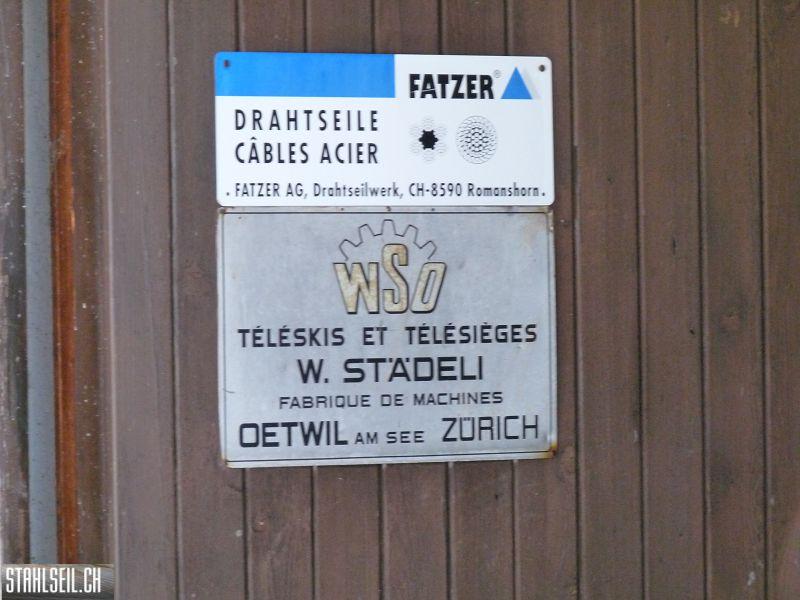 FATZER®
DRAHTSEILE
CÂBLES ACIER
. FATZER AG, Drahtseilwerk, CH-8590 Romanshorn .
WSO
TÉLÉSKIS ET TÉLÉSIÈGES
W. STÄDELI
FABRIQUE DE MACHINES
OETWIL AM SEE ZÜRICH
STAHLSEIL.CH